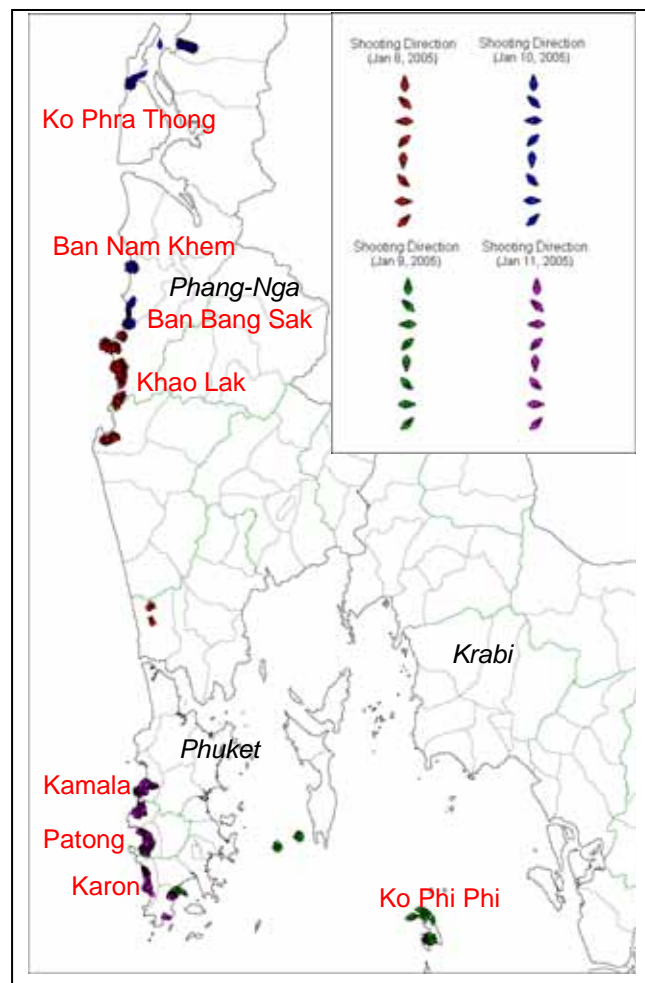 Shooting Direction
(Jan 8, 2005)
Shooting Direction
(Jan 10, 2005)
Shooting Direction
(Jan 9, 2005)
Shooting Direction
(Jan 11, 2005)
Ko Phra Thong
Ban Nam Khem
Phang-Nga
Ban Bang Sak
Khao Lak
Krabi
Phuket
Kamala
Patong
Karon
Ko Phi Phi